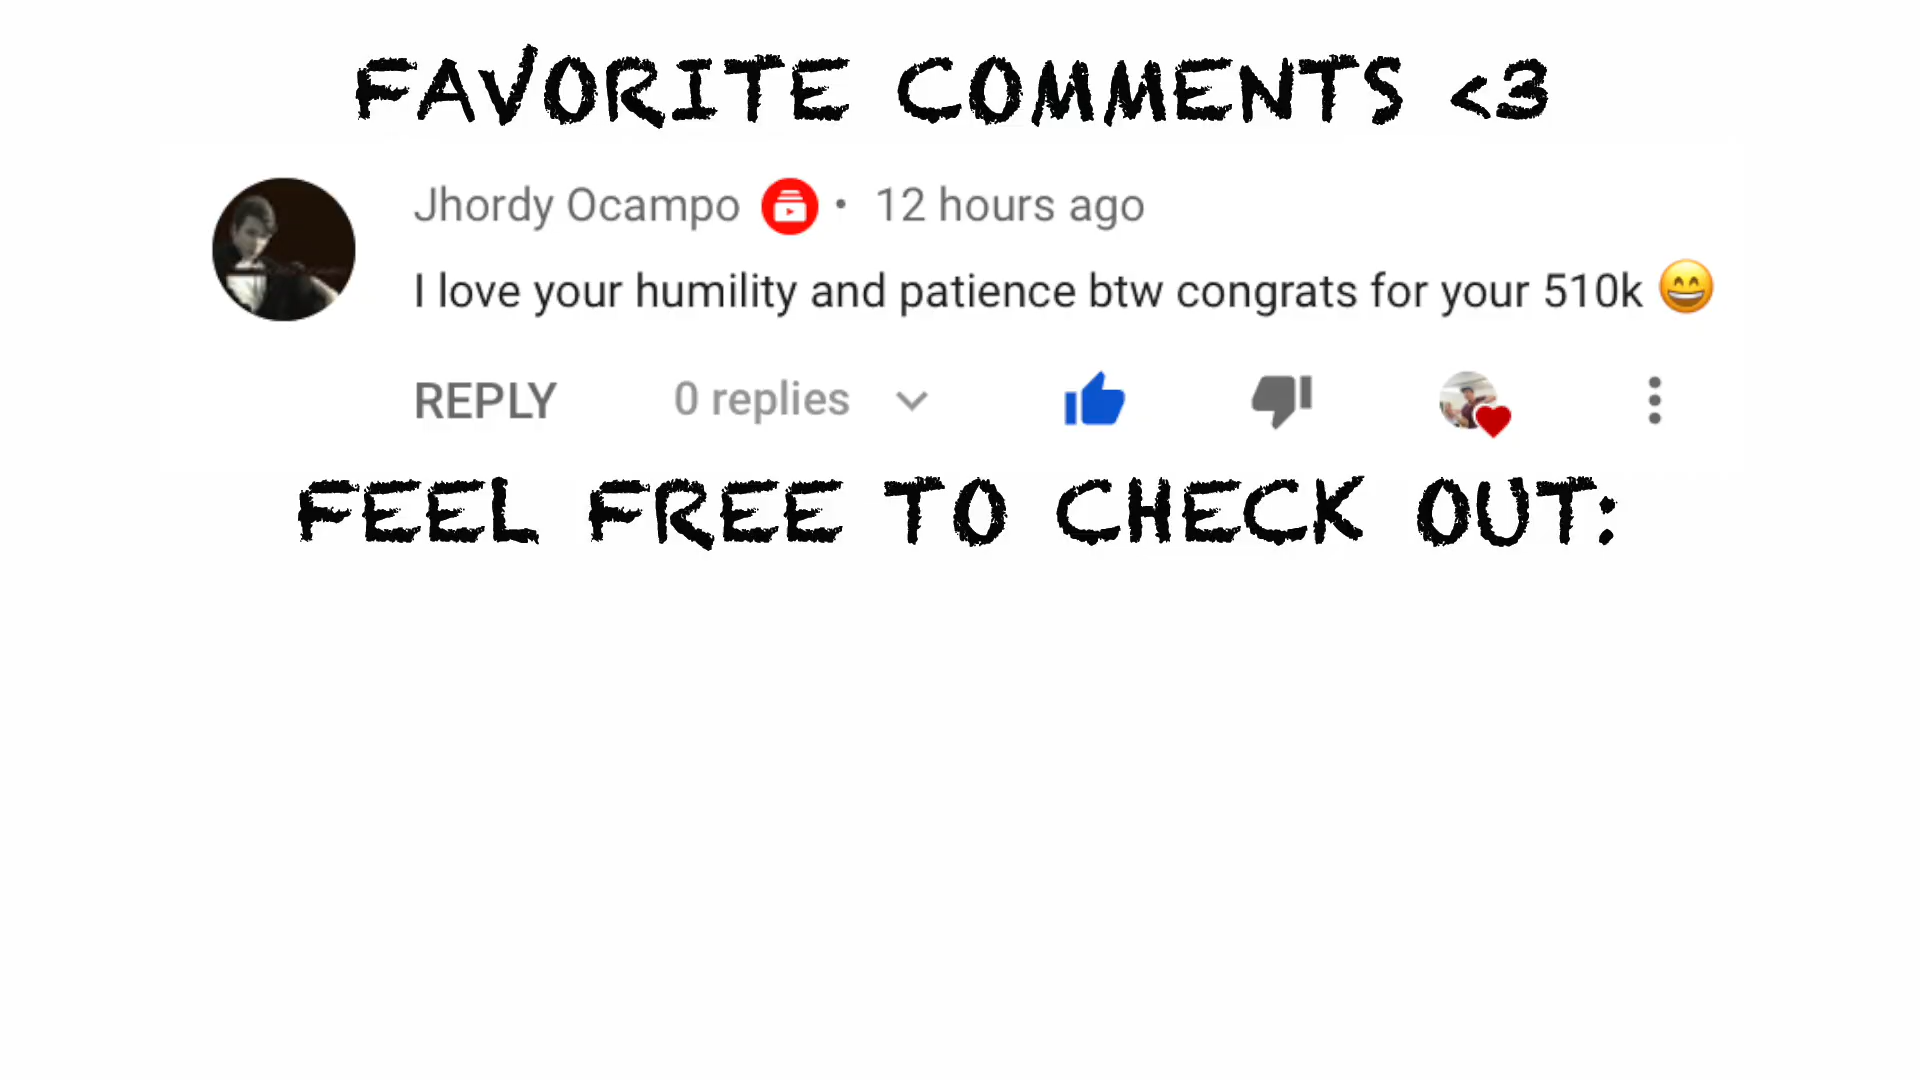 FAVORITE COMMENTS <3
Jhordy Ocampo • 12 hours ago
I love your humility and patience btw congrats for your 510k 😄
REPLY 0 replies
FEEL FREE TO CHECK OUT: